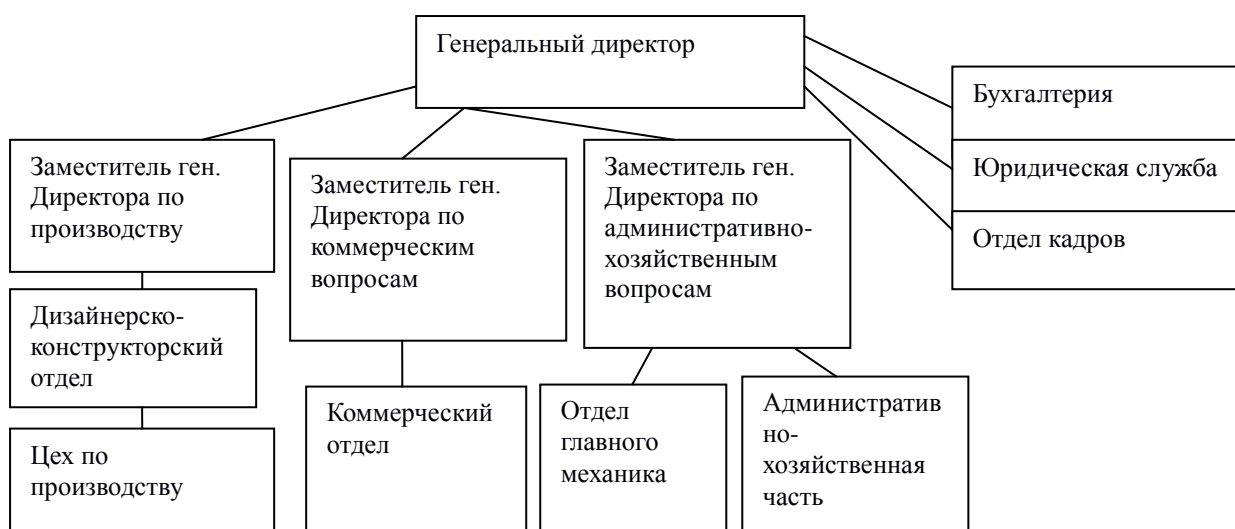 Генеральный директор
Бухгалтерия
Юридическая служба
Отдел кадров
Заместитель ген.
Директора по
производству
Заместитель ген.
Директора по
коммерческим
вопросам
Заместитель ген.
Директора по
административно-
хозяйственным
вопросам
Дизайнерско-
конструкторский
отдел
Цех по
производству
Коммерческий
отдел
Отдел
главного
механика
Административ
но-
хозяйственная
часть